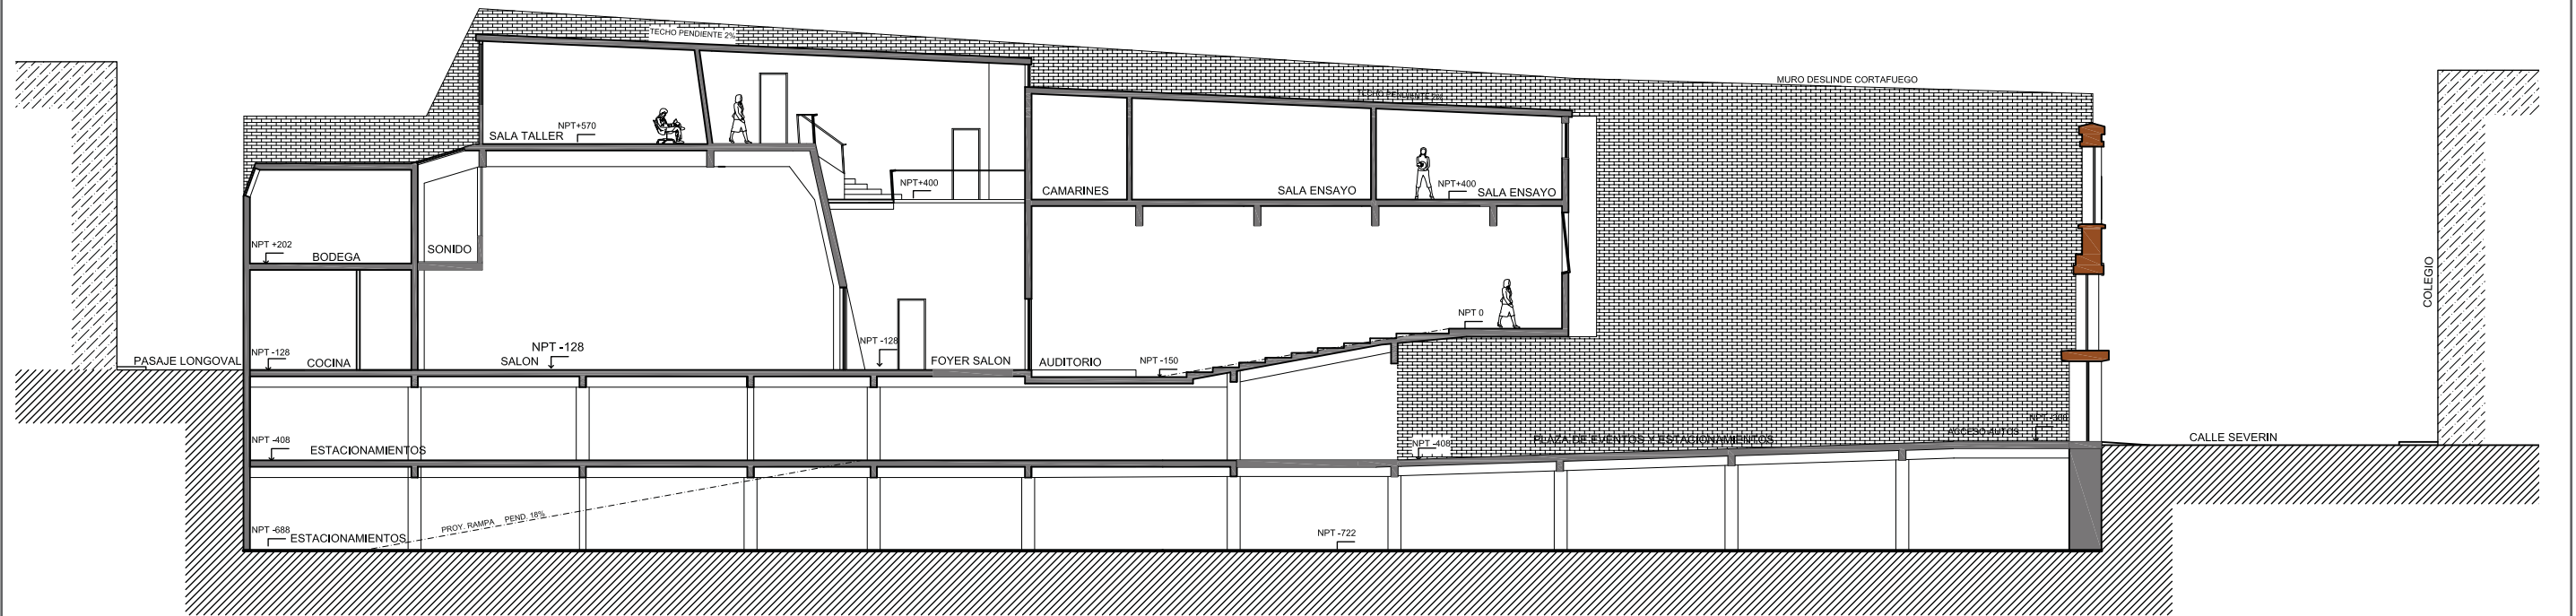 TECHO PENDIENTE 2%
MURO DESLINDE CORTAFUEGO
TECHO PENDIENTE 2%
NPT+570
SALA TALLER
NPT+400
CAMARINES
SALA ENSAYO
NPT+400
SALA ENSAYO
NPT +202
BODEGA
SONIDO
COLEGIO
NPT 0
PASAJE LONGOVAL
NPT -128
COCINA
SALON
NPT -128
NPT -128
FOYER SALON
AUDITORIO
NPT -150
NPT -408
ESTACIONAMIENTOS
NPT -408
PLAZA DE EVENTOS Y ESTACIONAMIENTOS
ACCESO AUTOS
CALLE SEVERIN
NPT -688
ESTACIONAMIENTOS
PROY. RAMPA PEND. 18%
NPT -722